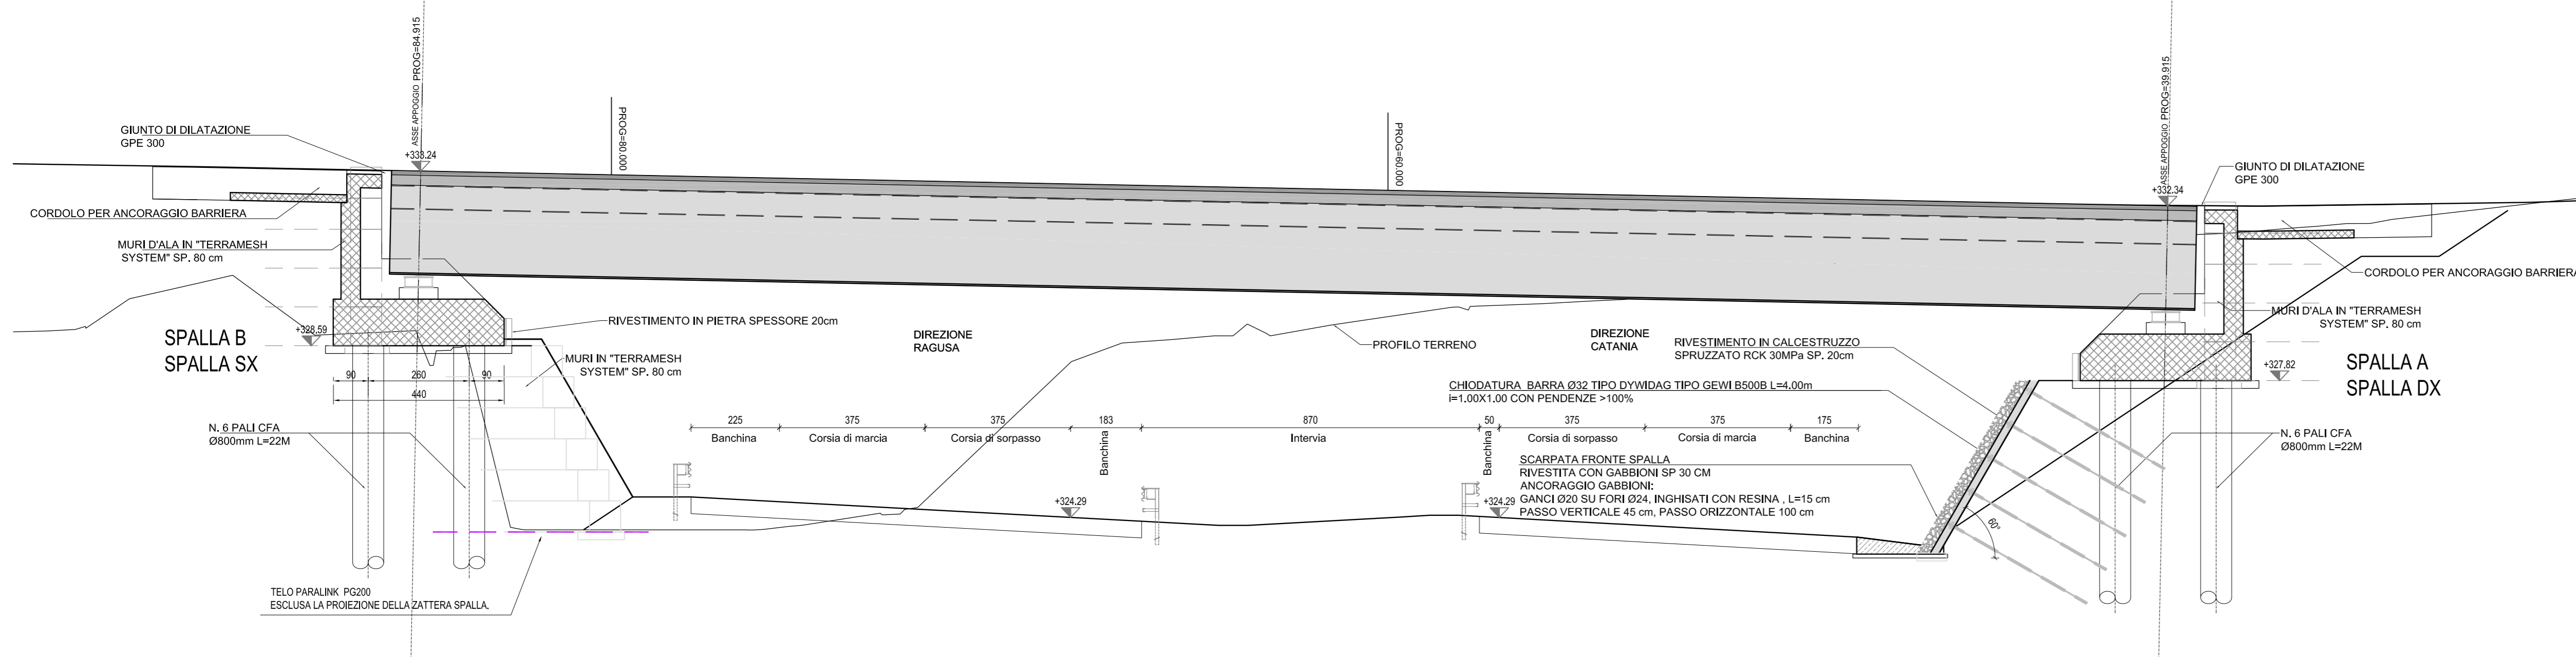 ASSE APPOGGIO PROG=84.915
PROG=80.000
PROG=60.000
ASSE APPOGGIO PROG=39.915
GIUNTO DI DILATAZIONE
GPE 300
+333.24
+332.34
GIUNTO DI DILATAZIONE
GPE 300
CORDOLO PER ANCORAGGIO BARRIERA
MURI D'ALA IN "TERRAMESH
SYSTEM" SP. 80 cm
CORDOLO PER ANCORAGGIO BARRIERA
MURI D'ALA IN "TERRAMESH
SYSTEM" SP. 80 cm
SPALLA B
SPALLA SX
+328.59
RIVESTIMENTO IN PIETRA SPESSORE 20cm
DIREZIONE
RAGUSA
PROFILO TERRENO
DIREZIONE
CATANIA
RIVESTIMENTO IN CALCESTRUZZO
SPRUZZATO RCK 30MPa SP. 20cm
SPALLA A
SPALLA DX
+327.82
MURI IN "TERRAMESH
SYSTEM" SP. 80 cm
90 260 90
440
CHIODATURA BARRA Ø32 TIPO DYWIDAG TIPO GEWI B500B L=4.00m
i=1.00X1.00 CON PENDENZE >100%
N. 6 PALI CFA
Ø800mm L=22M
225 375 375 183 870 50 375 375 175
Banchina Corsia di marcia Corsia di sorpasso Banchina Intervia Banchina Corsia di sorpasso Corsia di marcia Banchina
N. 6 PALI CFA
Ø800mm L=22M
SCARPATA FRONTE SPALLA
RIVESTITA CON GABBIONI SP 30 CM
ANCORAGGIO GABBIONI:
GANCI Ø20 SU FORI Ø24, INGHISATI CON RESINA , L=15 cm
PASSO VERTICALE 45 cm, PASSO ORIZZONTALE 100 cm
+324.29
+324.29
60°
TELO PARALINK PG200
ESCLUSA LA PROIEZIONE DELLA ZATTERA SPALLA.